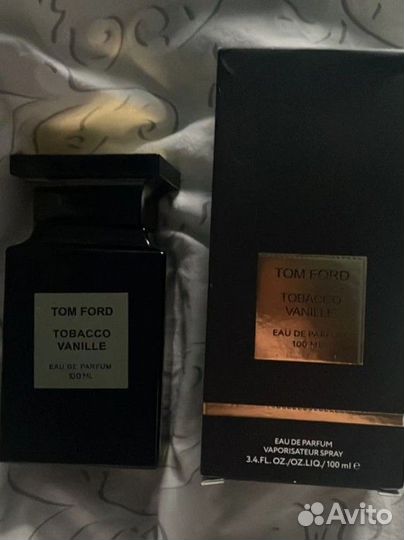 TOM FORD
TOBACCO
VANILLE
EAU DE PARFUM
100 ML
TOM FORD
TOBACCO
VANILLE
EAU DE PARFUM
100 ML
EAU DE PARFUM
VAPORISATEUR SPRAY
3.4.FL. OZ./OZ.LIQ./100 ml e
Avito